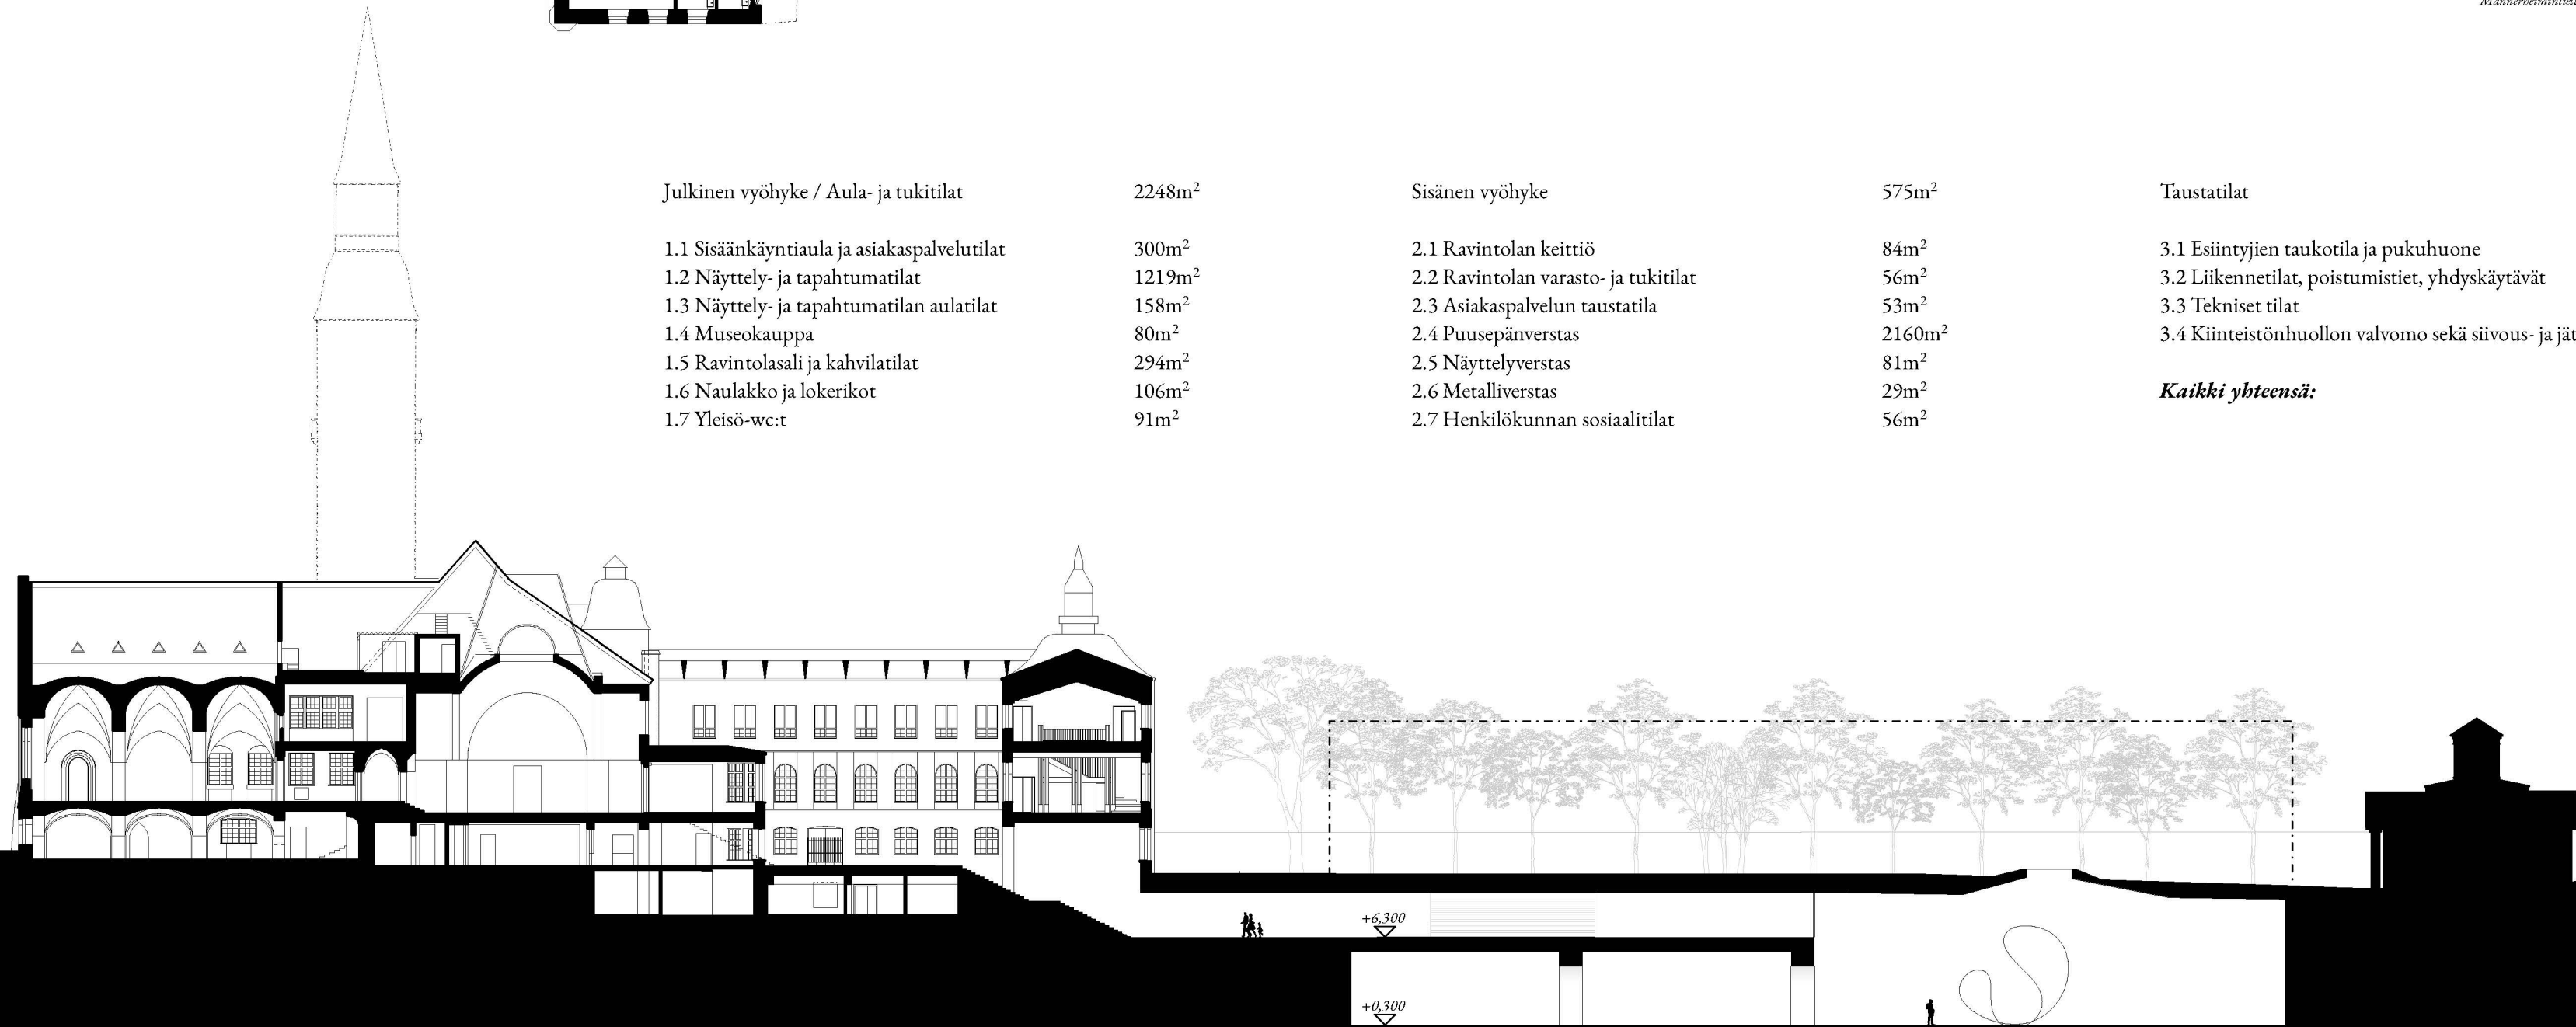 Julkinen vyöhyke / Aula- ja tukitilat 2248m²
1.1 Sisäänkäyntiaula ja asiakaspalvelutilat 300m²
1.2 Näyttely- ja tapahtumatilat 1219m²
1.3 Näyttely- ja tapahtumatilan aulatilat 158m²
1.4 Museokauppa 80m²
1.5 Ravintolasali ja kahvilatilat 294m²
1.6 Naulakko ja lokerikot 106m²
1.7 Yleisö-wc:t 91m²
Sisänen vyöhyke 575m²
2.1 Ravintolan keittiö 84m²
2.2 Ravintolan varasto- ja tukitilat 56m²
2.3 Asiakaspalvelun taustatila 53m²
2.4 Puusepänverstas 2160m²
2.5 Näyttelyverstas 81m²
2.6 Metalliverstas 29m²
2.7 Henkilökunnan sosiaalitilat 56m²
Taustatilat
3.1 Esiintyjien taukotila ja pukuhuone
3.2 Liikennetilat, poistumistiet, yhdyskäytävät
3.3 Tekniset tilat
3.4 Kiinteistönhuollon valvomo sekä siivous- ja jät
Kaikki yhteensä:
+6,300
+0,300